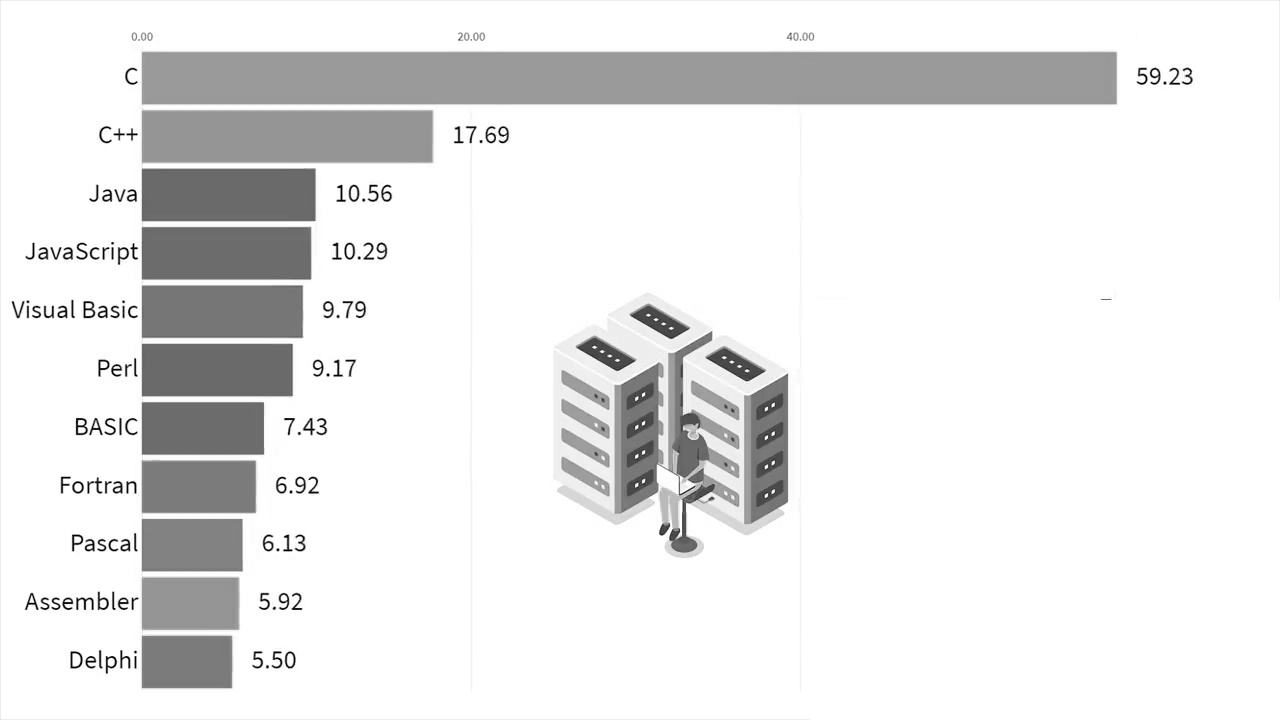 0.00 20.00 40.00
C 59.23
C++ 17.69
Java 10.56
JavaScript 10.29
Visual Basic 9.79
Perl 9.17
BASIC 7.43
Fortran 6.92
Pascal 6.13
Assembler 5.92
Delphi 5.50